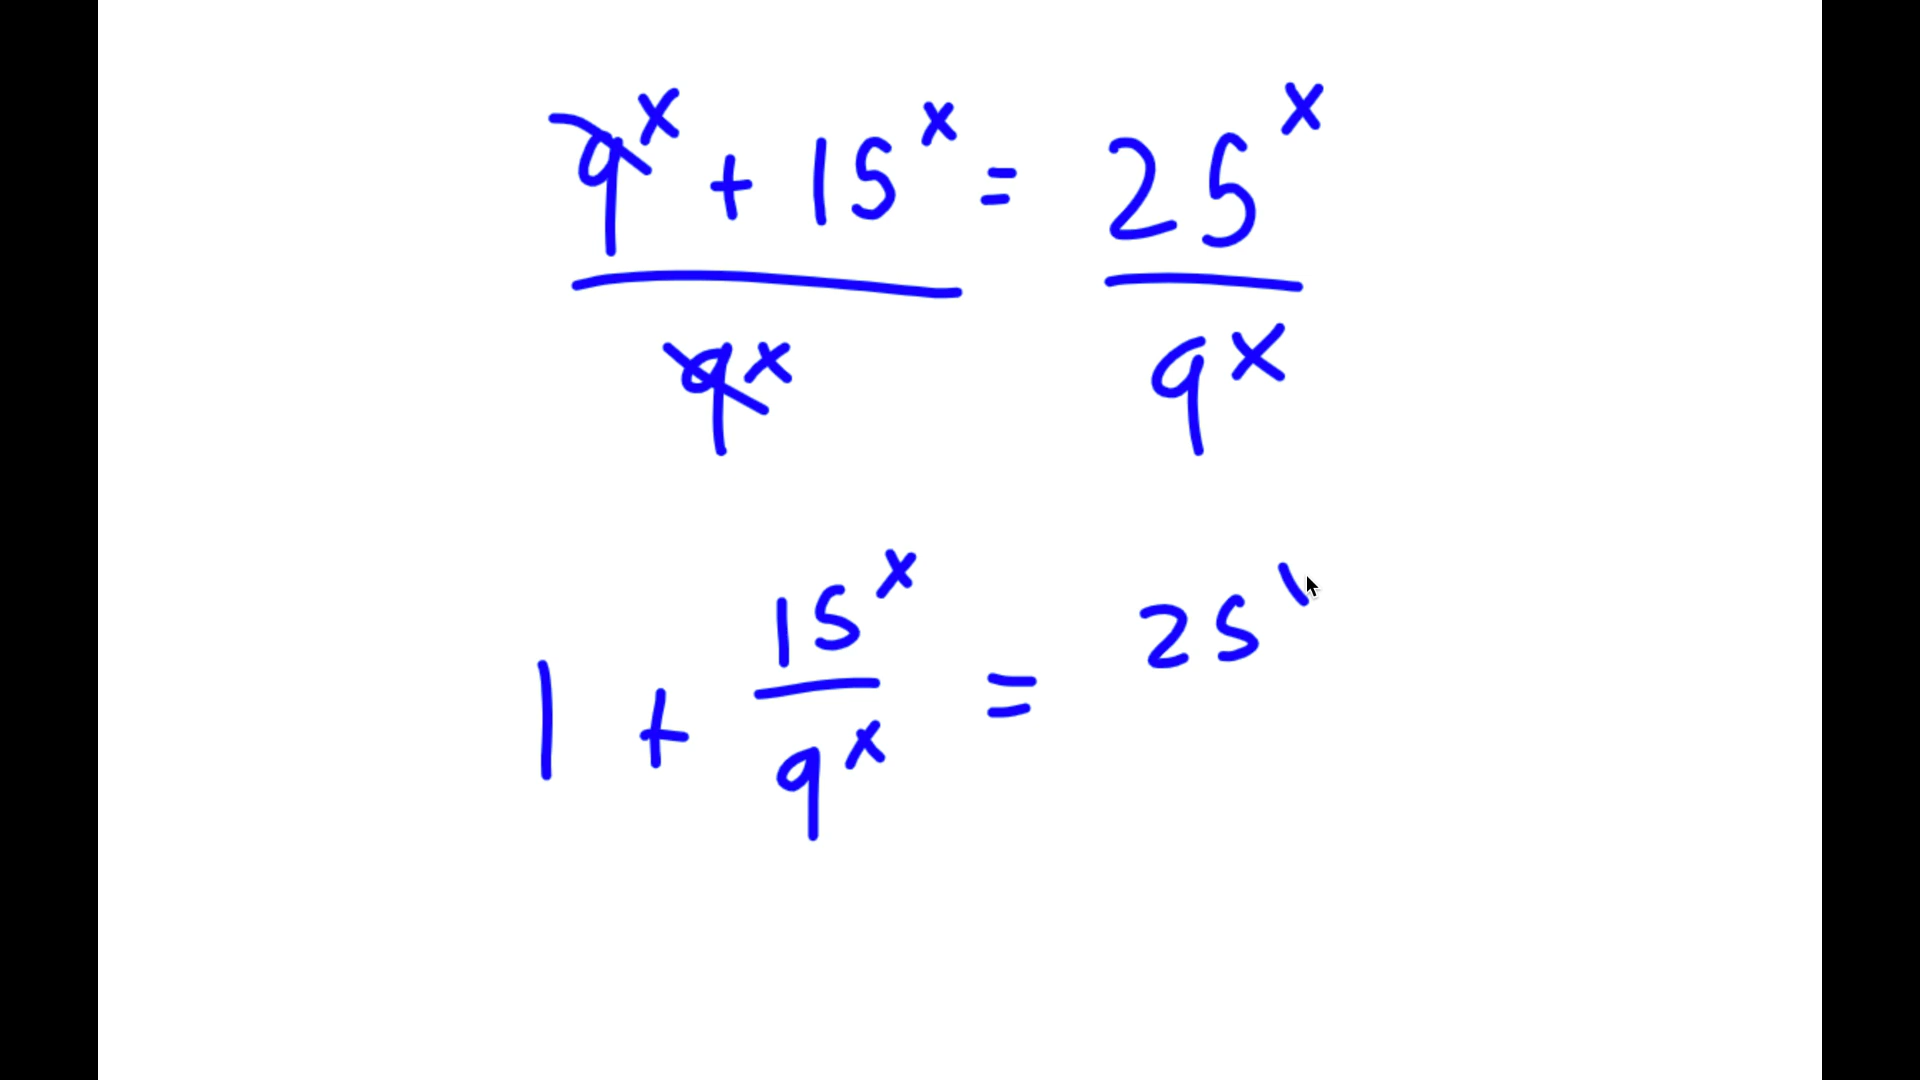 9^x + 15^x = 25^x
9^x 9^x
15^x 25
1 + =
9^x